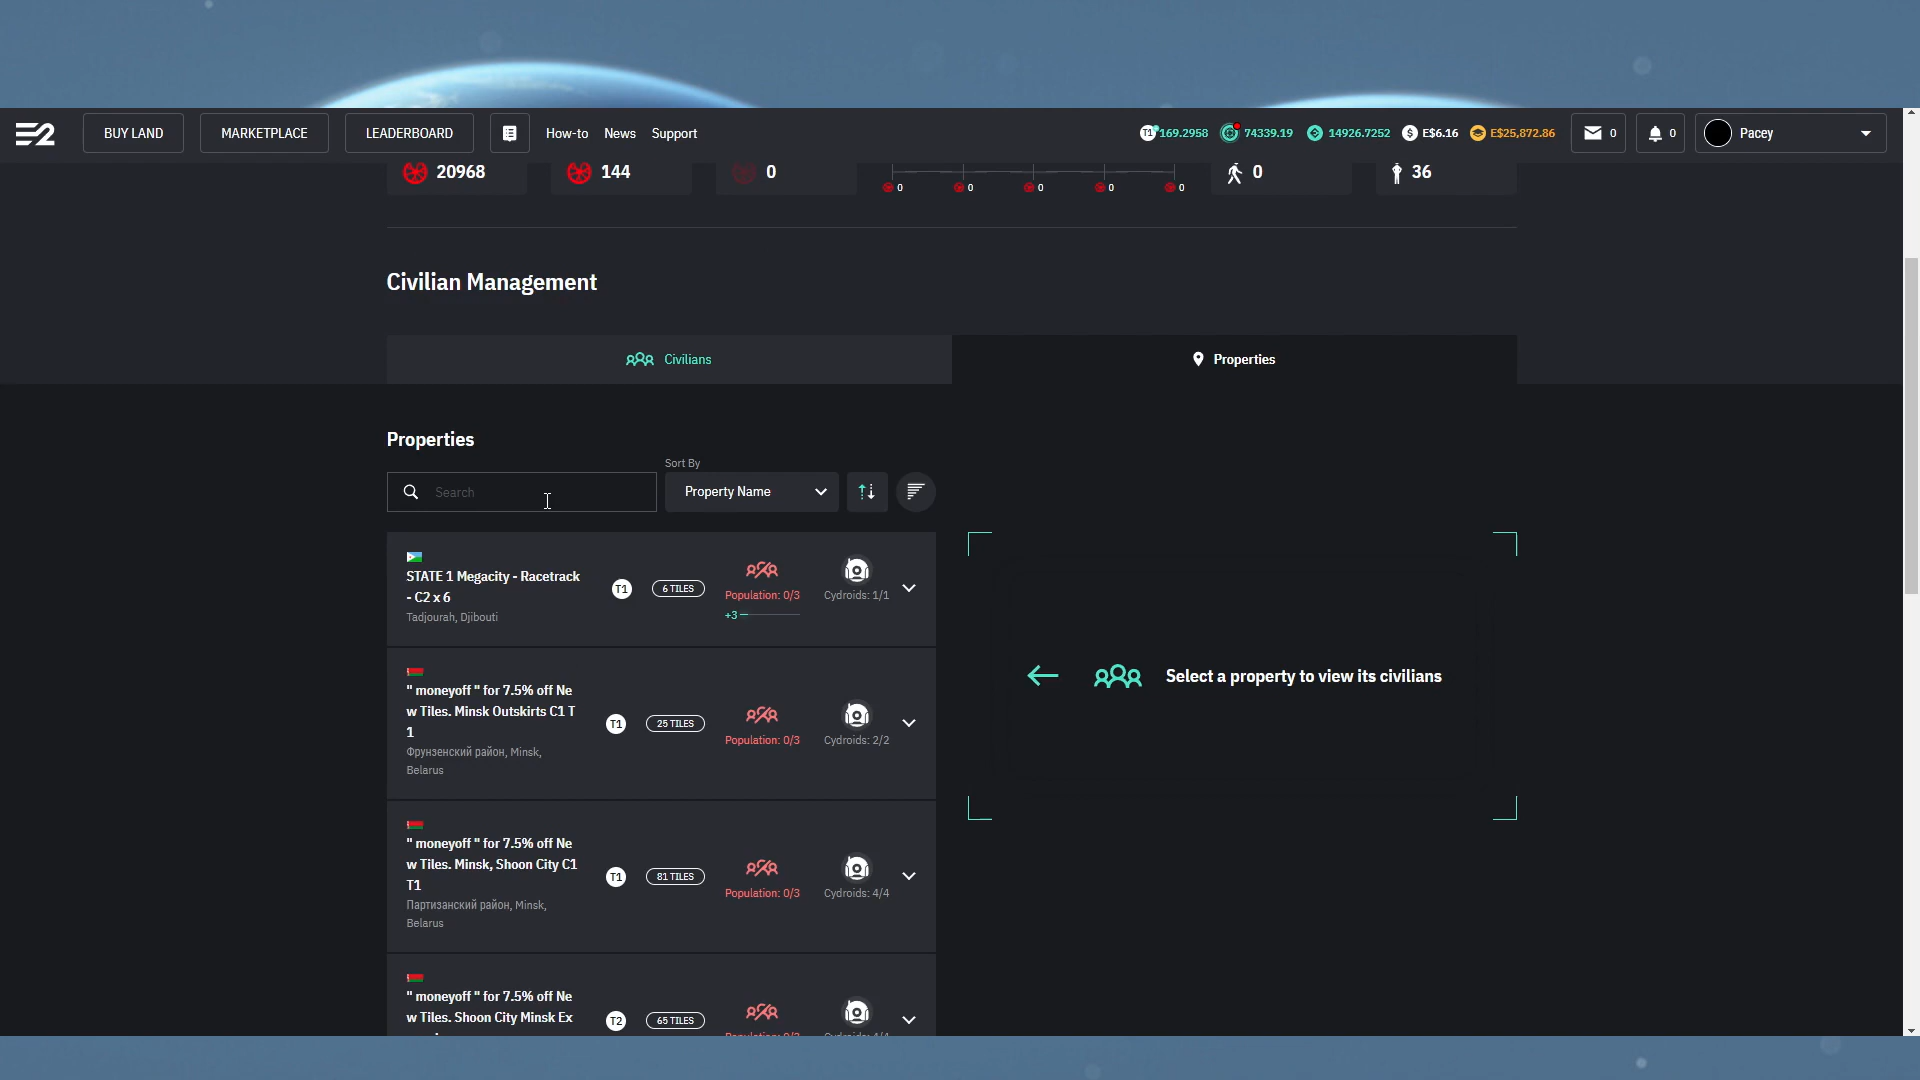 BUY LAND
MARKETPLACE
LEADERBOARD
How-to
News
Support
T1
169.2958
74339.19
14926.7252
E$6.16
E$25,872.86
0
0
Pacey
20968
144
0
0
0
0
0
0
0
36
Civilian Management
Civilians
Properties
Properties
Sort By
Search
Property Name
STATE 1 Megacity - Racetrack
- C2 x 6
Tadjourah, Djibouti
T1
6 TILES
Population: 0/3
+3
Cydroids: 1/1
Select a property to view its civilians
" moneyoff " for 7.5% off Ne
w Tiles. Minsk Outskirts C1 T
1
Фрунзенский район, Minsk,
Belarus
T1
25 TILES
Population: 0/3
Cydroids: 2/2
" moneyoff " for 7.5% off Ne
w Tiles. Minsk, Shoon City C1
T1
Партизанский район, Minsk,
Belarus
T1
81 TILES
Population: 0/3
Cydroids: 4/4
" moneyoff " for 7.5% off Ne
w Tiles. Shoon City Minsk Ex
T2
65 TILES